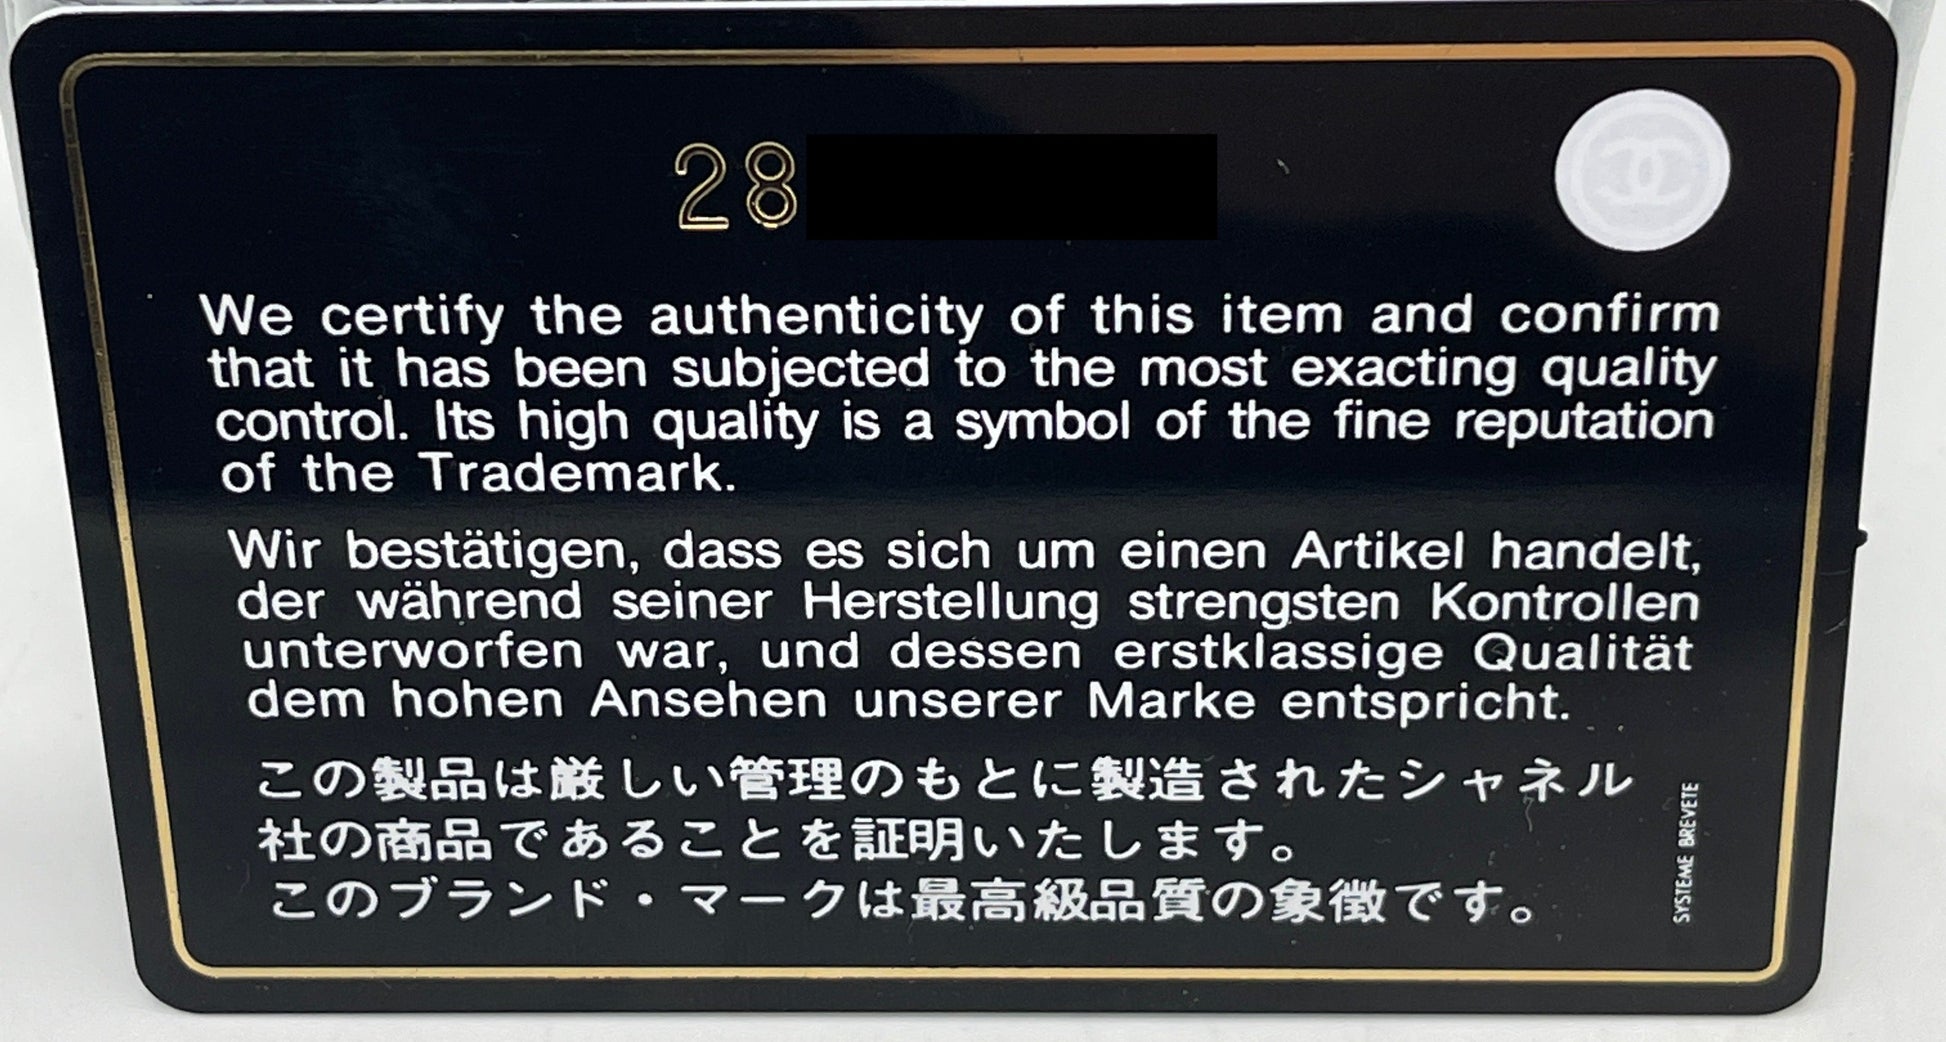 28
We certify the authenticity of this item and confirm
that it has been subjected to the most exacting quality
control. Its high quality is a symbol of the fine reputation
of the Trademark.
Wir bestätigen, dass es sich um einen Artikel handelt,
der während seiner Herstellung strengsten Kontrollen
unterworfen war, und dessen erstklassige Qualität
dem hohen Ansehen unserer Marke entspricht.
この製品は厳しい管理のもとに製造されたシャネル
社の商品であることを証明いたします。
このブランド・マークは最高級品質の象徴です。
SYSTEME BREVETE